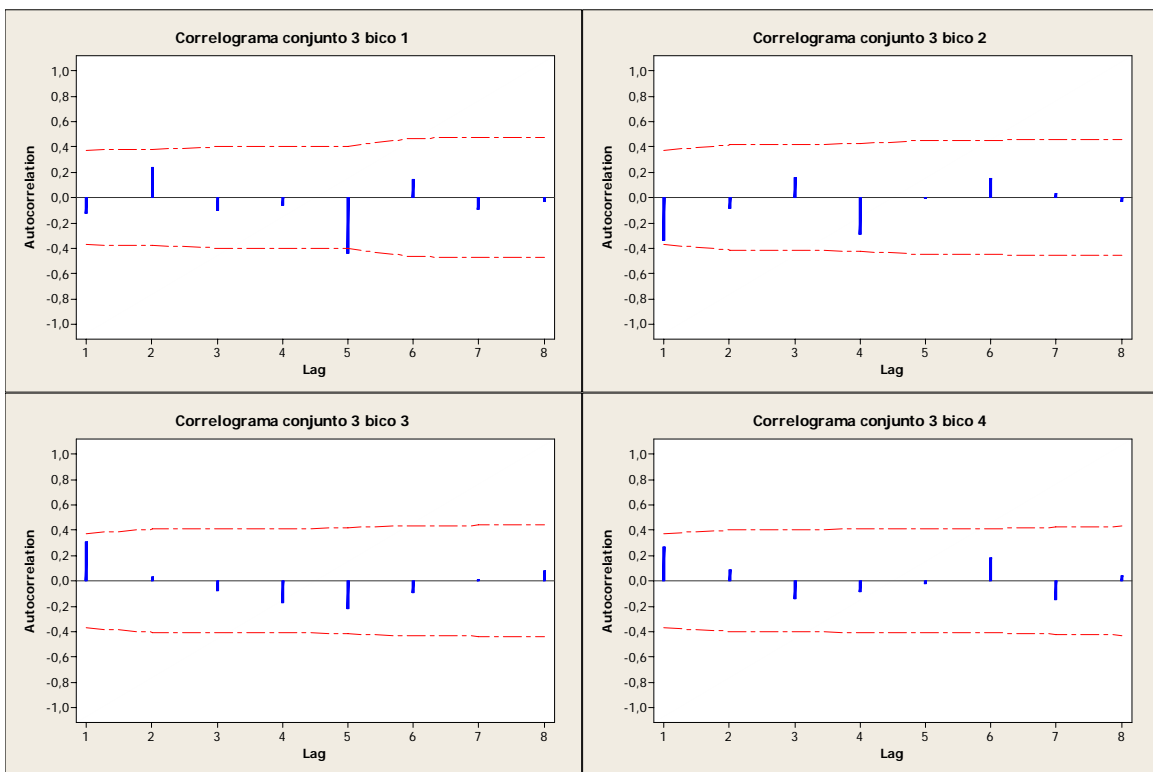 Correlograma conjunto 3 bico 1
1,0
0,8
0,6
0,4
0,2
0,0
-0,2
-0,4
-0,6
-0,8
-1,0
Autocorrelation
1 2 3 4 5 6 7 8
Lag
Correlograma conjunto 3 bico 2
1,0
0,8
0,6
0,4
0,2
0,0
-0,2
-0,4
-0,6
-0,8
-1,0
Autocorrelation
1 2 3 4 5 6 7 8
Lag
Correlograma conjunto 3 bico 3
1,0
0,8
0,6
0,4
0,2
0,0
-0,2
-0,4
-0,6
-0,8
-1,0
Autocorrelation
1 2 3 4 5 6 7 8
Lag
Correlograma conjunto 3 bico 4
1,0
0,8
0,6
0,4
0,2
0,0
-0,2
-0,4
-0,6
-0,8
-1,0
Autocorrelation
1 2 3 4 5 6 7 8
Lag